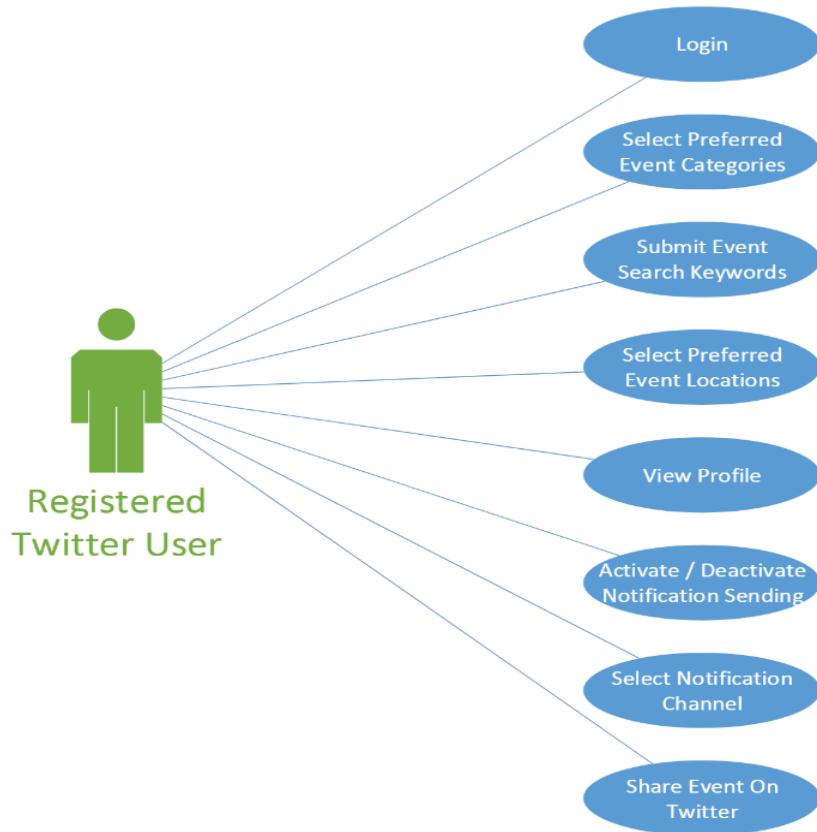 Login
Select Preferred
Event Categories
Submit Event
Search Keywords
Select Preferred
Event Locations
View Profile
Registered
Twitter User
Activate / Deactivate
Notification Sending
Select Notification
Channel
Share Event On
Twitter